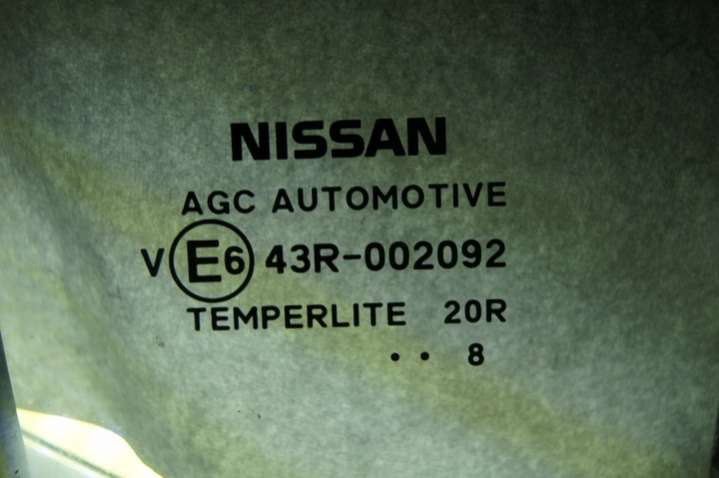 NISSAN
AGC AUTOMOTIVE
V E6 43R-002092
TEMPERLITE 20R
• • 8